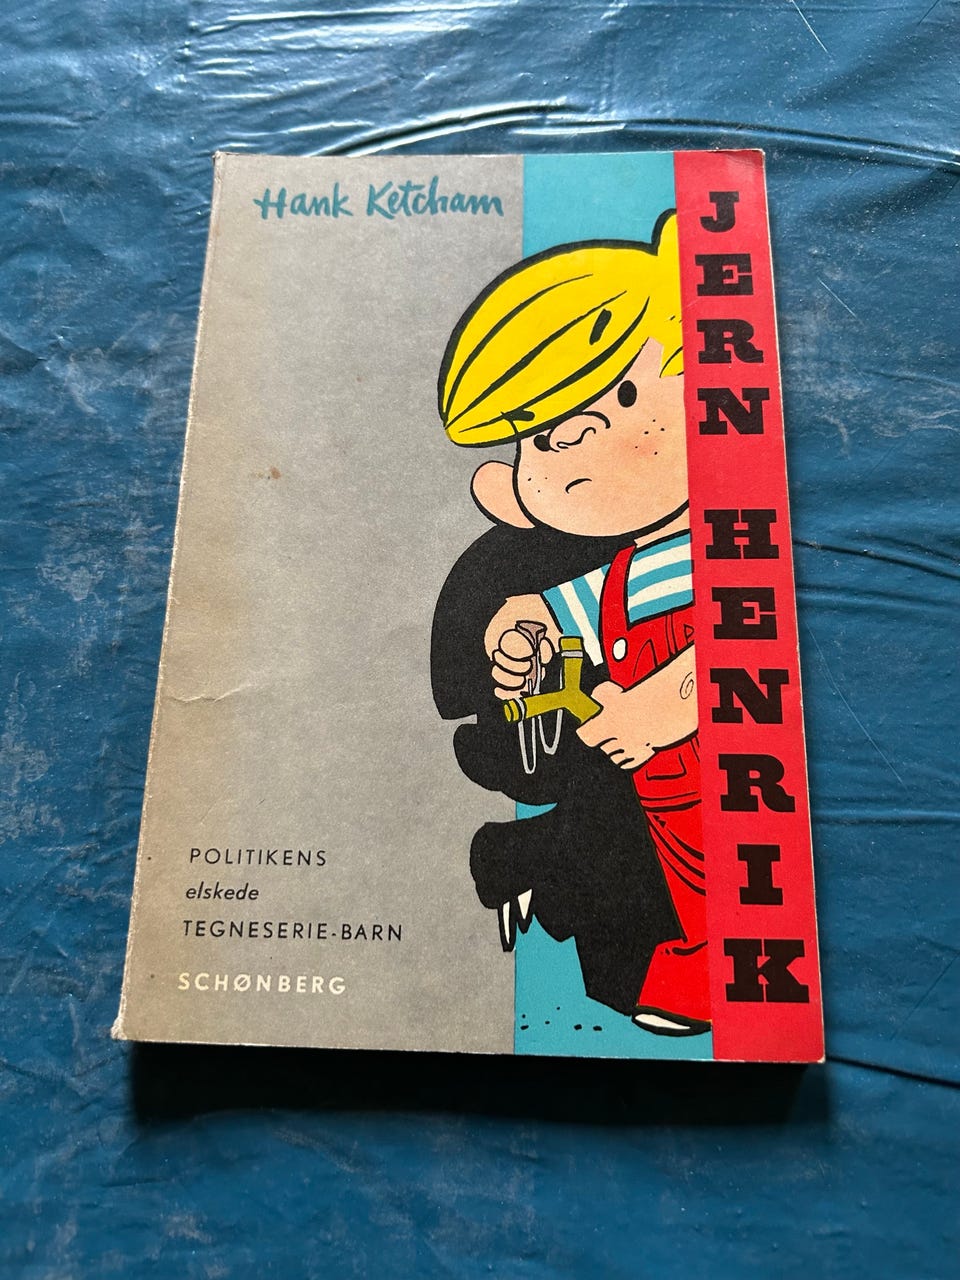 Hank Ketcham
JERN HENRIK
POLITIKENS
elskede
TEGNESERIE-BARN
SCHØNBERG